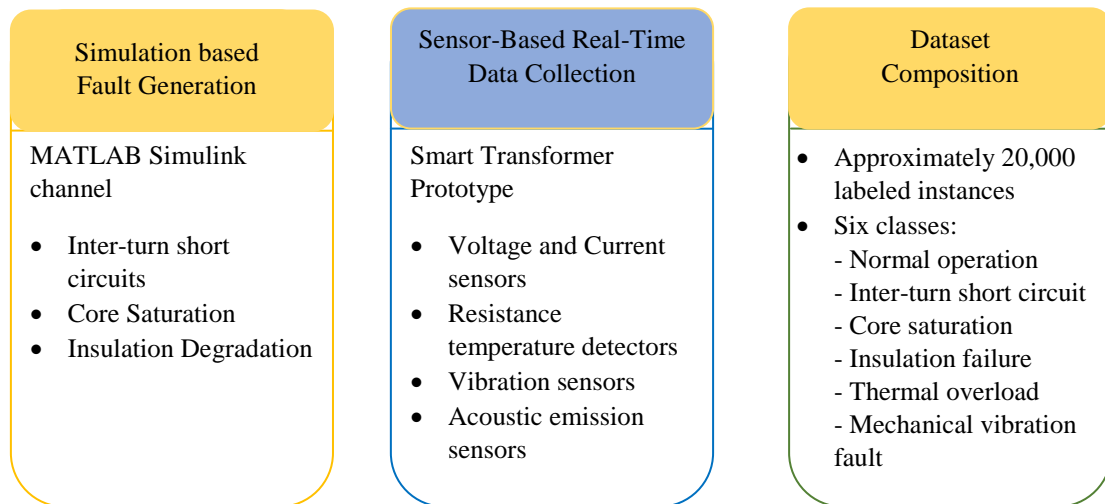 Simulation based
Fault Generation
MATLAB Simulink
channel
• Inter-turn short
circuits
• Core Saturation
• Insulation Degradation
Sensor-Based Real-Time
Data Collection
Smart Transformer
Prototype
• Voltage and Current
sensors
• Resistance
temperature detectors
• Vibration sensors
• Acoustic emission
sensors
Dataset
Composition
• Approximately 20,000
labeled instances
• Six classes:
- Normal operation
- Inter-turn short circuit
- Core saturation
- Insulation failure
- Thermal overload
- Mechanical vibration
fault